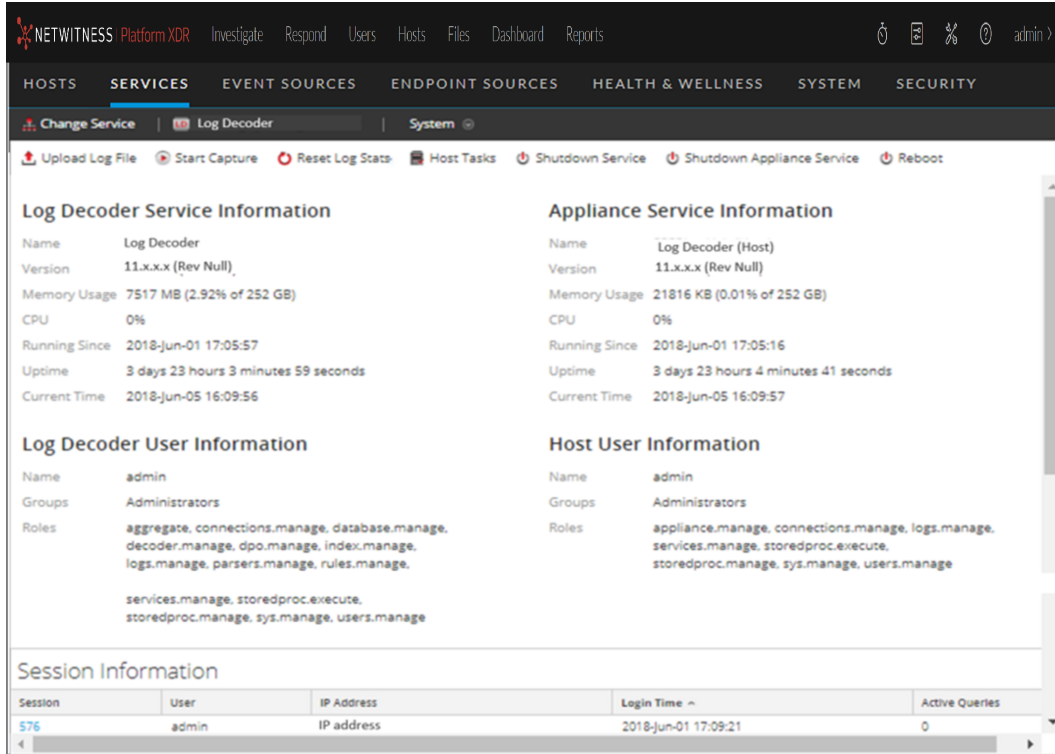 NETWITNESS Platform XDR Investigate Respond Users Hosts Files Dashboard Reports admin
HOSTS SERVICES EVENT SOURCES ENDPOINT SOURCES HEALTH & WELLNESS SYSTEM SECURITY
Change Service | LD Log Decoder | System
Upload Log File Start Capture Reset Log Stats Host Tasks Shutdown Service Shutdown Appliance Service Reboot
Log Decoder Service Information
Name Log Decoder
Version 11.x.x.x (Rev Null)
Memory Usage 7517 MB (2.92% of 252 GB)
CPU 0%
Running Since 2018-Jun-01 17:05:57
Uptime 3 days 23 hours 3 minutes 59 seconds
Current Time 2018-Jun-05 16:09:56
Appliance Service Information
Name Log Decoder (Host)
Version 11.x.x.x (Rev Null)
Memory Usage 21816 KB (0.01% of 252 GB)
CPU 0%
Running Since 2018-Jun-01 17:05:16
Uptime 3 days 23 hours 4 minutes 41 seconds
Current Time 2018-Jun-05 16:09:57
Log Decoder User Information
Name admin
Groups Administrators
Roles aggregate, connections.manage, database.manage,
decoder.manage, dpo.manage, index.manage,
logs.manage, parsers.manage, rules.manage,
services.manage, storedproc.execute,
storedproc.manage, sys.manage, users.manage
Host User Information
Name admin
Groups Administrators
Roles appliance.manage, connections.manage, logs.manage,
services.manage, storedproc.execute,
storedproc.manage, sys.manage, users.manage
Session Information
Session User IP Address Login Time Active Queries
576 admin IP address 2018-Jun-01 17:09:21 0